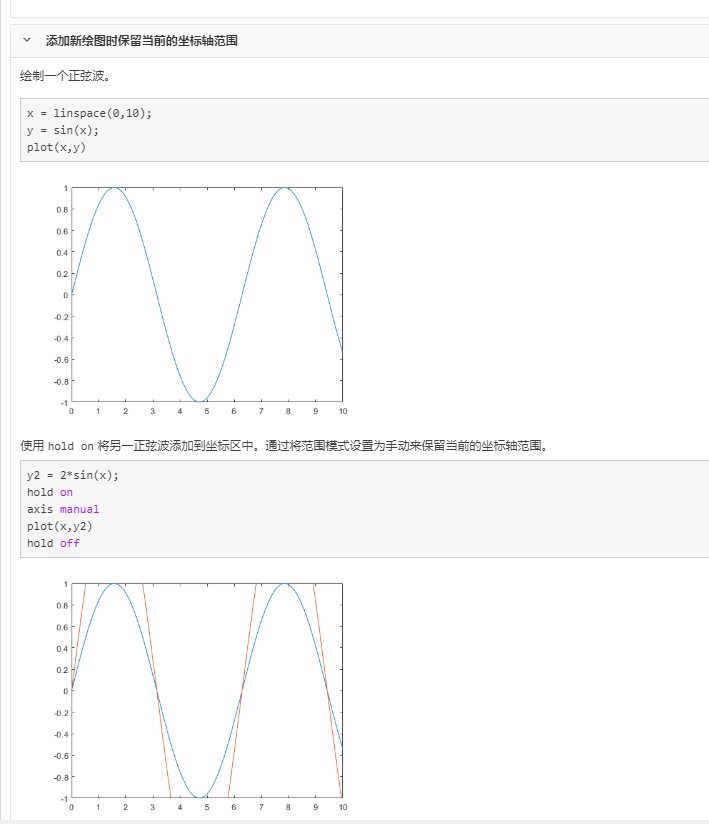 添加新绘图时保留当前的坐标轴范围
绘制一个正弦波。
x = linspace(0,10);
y = sin(x);
plot(x,y)
1
0.8
0.6
0.4
0.2
0
-0.2
-0.4
-0.6
-0.8
-1
0 1 2 3 4 5 6 7 8 9 10
使用 hold on 将另一正弦波添加到坐标区中。通过将范围模式设置为手动来保留当前的坐标轴范围。
y2 = 2*sin(x);
hold on
axis manual
plot(x,y2)
hold off
1
0.8
0.6
0.4
0.2
0
-0.2
-0.4
-0.6
-0.8
-1
0 1 2 3 4 5 6 7 8 9 10